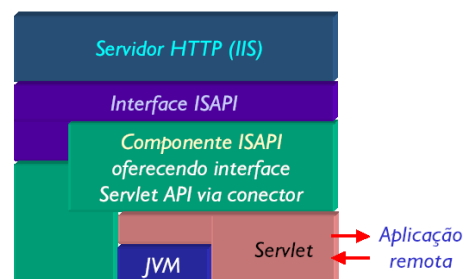 Servidor HTTP (IIS)
Interface ISAPI
Componente ISAPI
oferecendo interface
Servlet API via conector
Servlet
Aplicação
remota
JVM